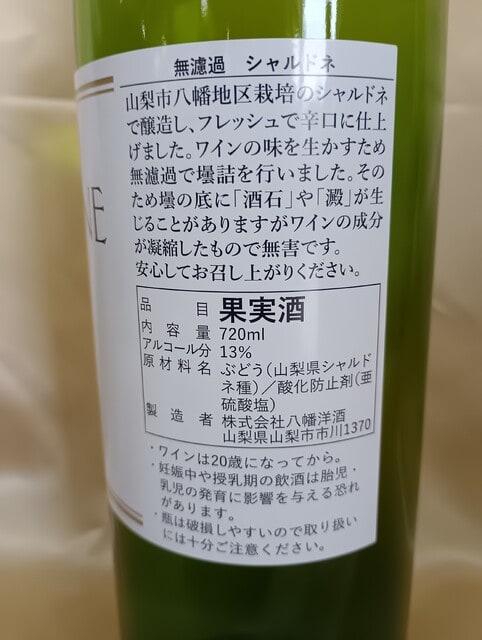 無濾過 シャルドネ
山梨市八幡地区栽培のシャルドネ
で醸造し、フレッシュで辛口に仕上
げました。ワインの味を生かすため
無濾過で壜詰を行いました。その
ため壜の底に「酒石」や「澱」が生
じることがありますがワインの成分
が凝縮したもので無害です。
安心してお召し上がりください。
品目 果実酒
内容量 720ml
アルコール分 13%
原材料名 ぶどう(山梨県シャルド
ネ種)/酸化防止剤(亜
硫酸塩)
製造者 株式会社八幡洋酒
山梨県山梨市市川1370
・ワインは20歳になってから。
・妊娠中や授乳期の飲酒は胎児・
乳児の発育に影響を与える恐れ
があります。
・瓶は破損しやすいので取り扱い
には十分ご注意ください。
NE